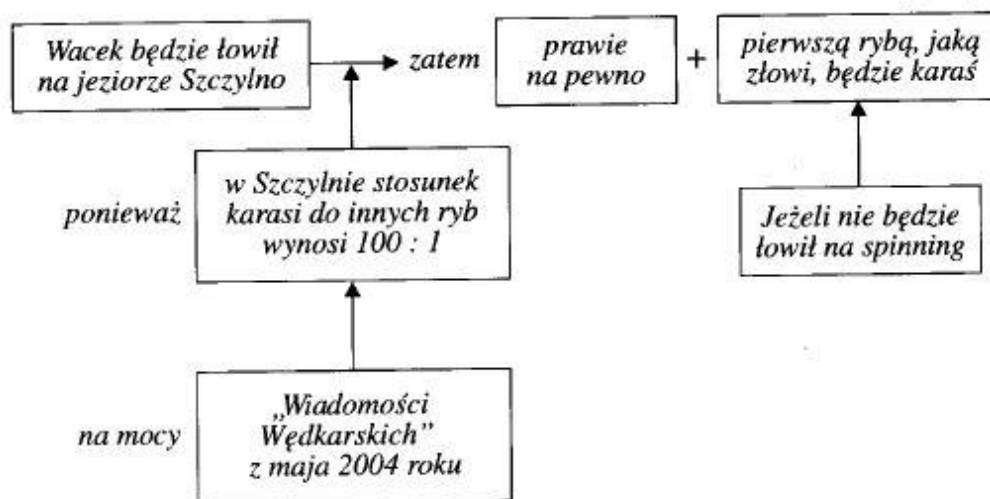 Wacek będzie łowił
na jeziorze Szczylno
zatem
prawie
na pewno
+
pierwszą rybą, jaką
złowi, będzie karaś
ponieważ
w Szczylnie stosunek
karasi do innych ryb
wynosi 100 : 1
Jeżeli nie będzie
łowił na spinning
na mocy
„Wiadomości
Wędkarskich”
z maja 2004 roku